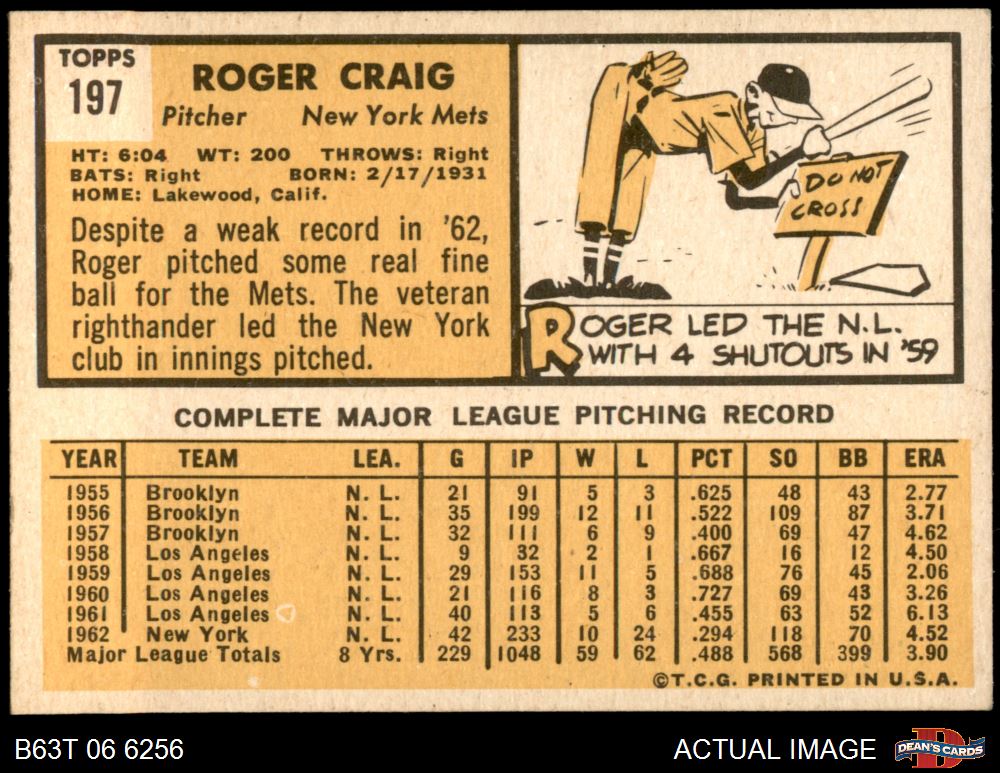 TOPPS
197
ROGER CRAIG
Pitcher New York Mets
HT: 6:04 WT: 200 THROWS: Right
BATS: Right BORN: 2/17/1931
HOME: Lakewood, Calif.
Despite a weak record in '62,
Roger pitched some real fine
ball for the Mets. The veteran
righthander led the New York
club in innings pitched.
DO NOT
CROSS
ROGER LED THE N.L.
WITH 4 SHUTOUTS IN '59
COMPLETE MAJOR LEAGUE PITCHING RECORD
YEAR TEAM LEA. G IP W L PCT SO BB ERA
1955 Brooklyn N. L. 21 91 5 3 .625 48 43 2.77
1956 Brooklyn N. L. 35 199 12 11 .522 109 87 3.71
1957 Brooklyn N. L. 32 111 6 9 .400 69 47 4.62
1958 Los Angeles N. L. 9 32 2 1 .667 16 12 4.50
1959 Los Angeles N. L. 29 153 11 5 .688 76 45 2.06
1960 Los Angeles N. L. 21 116 8 3 .727 69 43 3.26
1961 Los Angeles N. L. 40 113 5 6 .455 63 52 6.13
1962 New York N. L. 42 233 10 24 .294 118 70 4.52
Major League Totals 8 Yrs. 229 1048 59 62 .488 568 399 3.90
©T.C.G. PRINTED IN U.S.A.
B63T 06 6256 ACTUAL IMAGE
D
DEAN'S CARDS